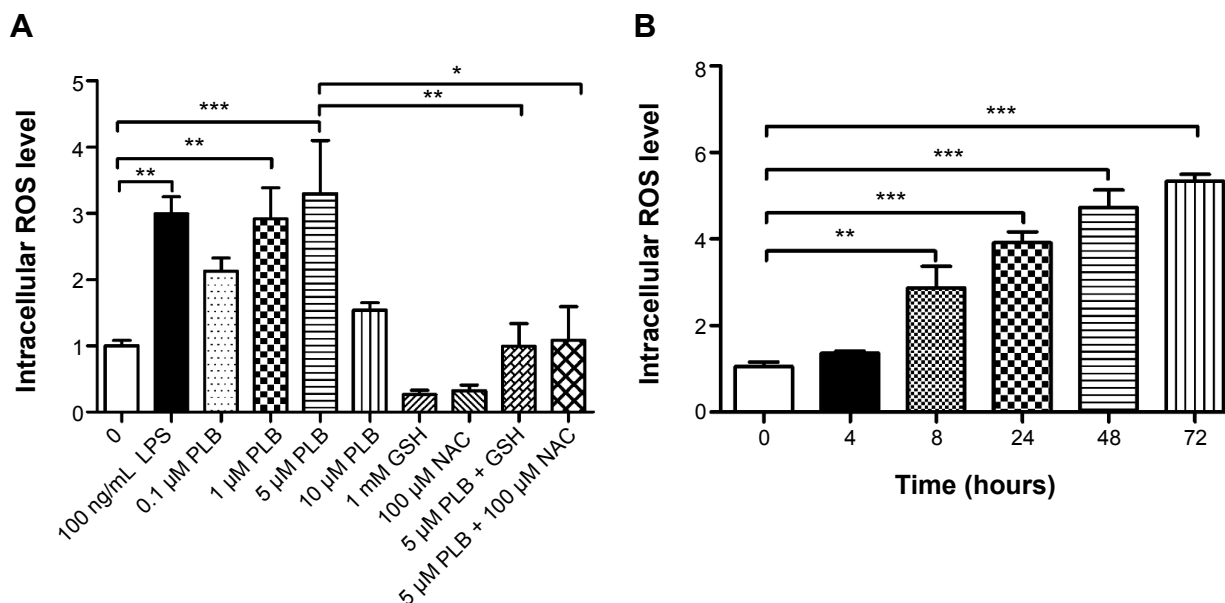 A
Intracellular ROS level
5
4
3
2
1
0
*
**
***
**
**
0
100 ng/mL LPS
0.1 µM PLB
1 µM PLB
5 µM PLB
10 µM PLB
1 mM GSH
100 µM NAC
5 µM PLB + GSH
5 µM PLB + 100 µM NAC
B
Intracellular ROS level
8
6
4
2
0
***
***
***
**
0 4 8 24 48 72
Time (hours)